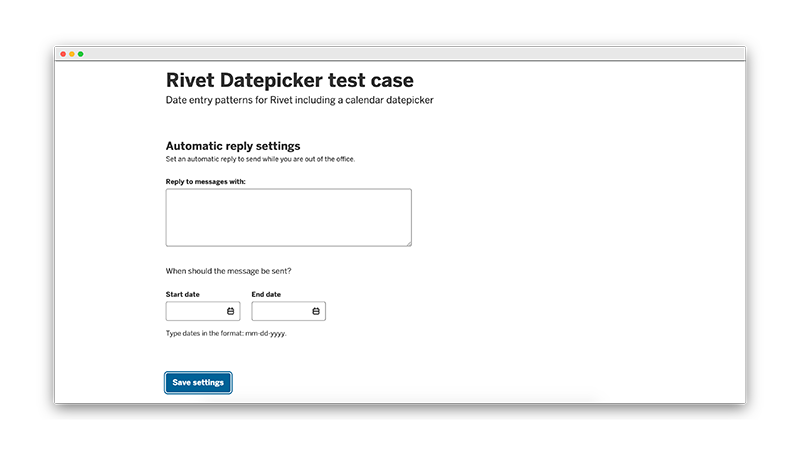 Rivet Datepicker test case
Date entry patterns for Rivet including a calendar datepicker
Automatic reply settings
Set an automatic reply to send while you are out of the office.
Reply to messages with:
When should the message be sent?
Start date End date
Type dates in the format: mm-dd-yyyy.
Save settings